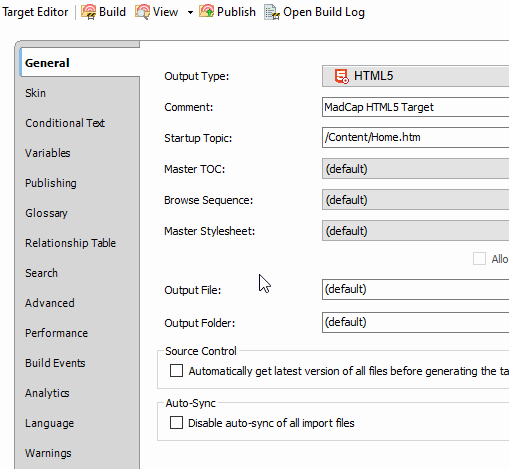 Target Editor Build View Publish Open Build Log
General
Skin
Conditional Text
Variables
Publishing
Glossary
Relationship Table
Search
Advanced
Performance
Build Events
Analytics
Language
Warnings
Output Type: HTML5
Comment: MadCap HTML5 Target
Startup Topic: /Content/Home.htm
Master TOC: (default)
Browse Sequence: (default)
Master Stylesheet: (default)
Allo
Output File: (default)
Output Folder: (default)
Source Control
Automatically get latest version of all files before generating the ta
Auto-Sync
Disable auto-sync of all import files